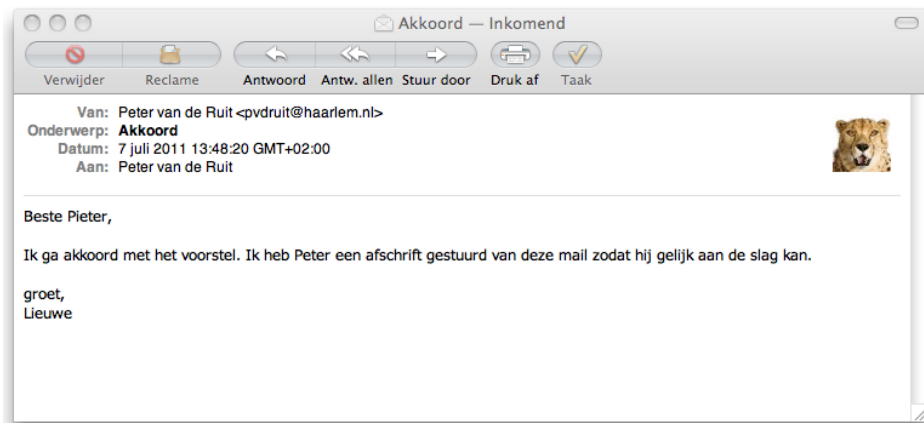 Akkoord — Inkomend
Verwijder Reclame Antwoord Antw. allen Stuur door Druk af Taak
Van: Peter van de Ruit <pvdruit@haarlem.nl>
Onderwerp: Akkoord
Datum: 7 juli 2011 13:48:20 GMT+02:00
Aan: Peter van de Ruit
Beste Pieter,
Ik ga akkoord met het voorstel. Ik heb Peter een afschrift gestuurd van deze mail zodat hij gelijk aan de slag kan.
groet,
Lieuwe